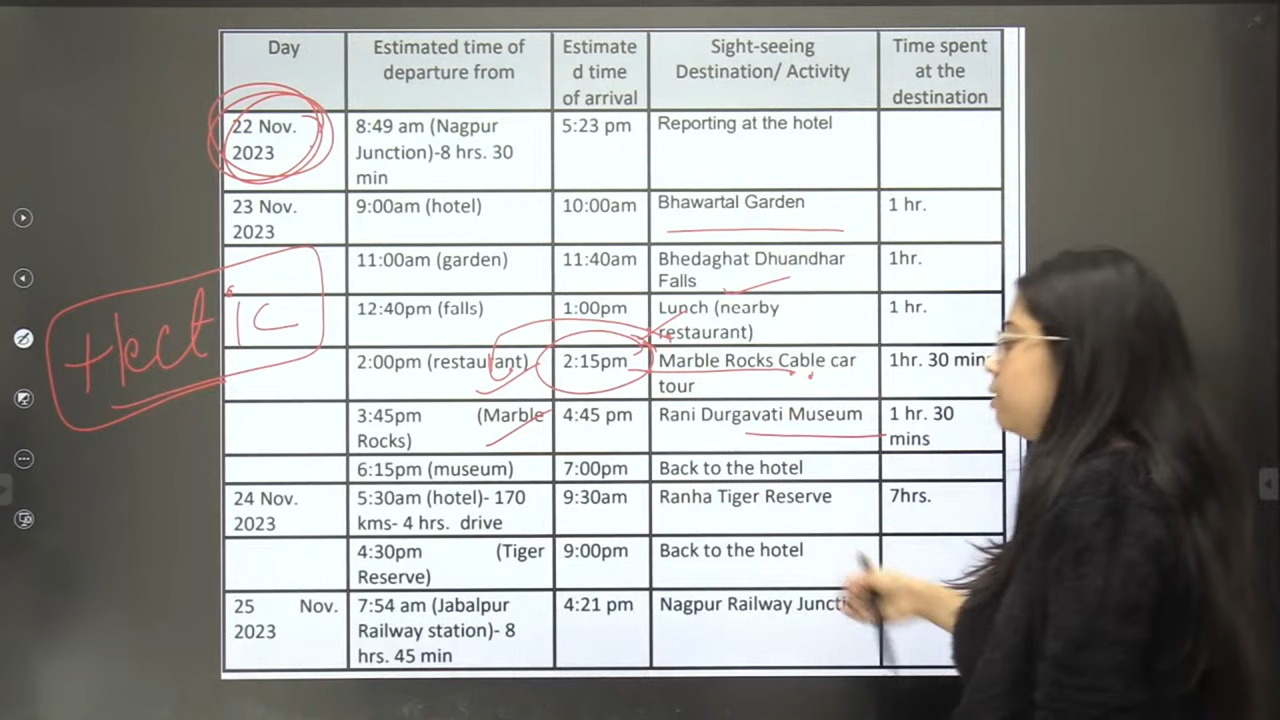 Day
Estimated time of
departure from
Estimate
d time
of arrival
Sight-seeing
Destination/ Activity
Time spent
at the
destination
22 Nov.
2023
8:49 am (Nagpur
Junction)-8 hrs. 30
min
5:23 pm
Reporting at the hotel
23 Nov.
2023
9:00am (hotel)
10:00am
Bhawartal Garden
1 hr.
11:00am (garden)
11:40am
Bhedaghat Dhuandhar
Falls
1hr.
12:40pm (falls)
1:00pm
Lunch (nearby
restaurant)
1 hr.
Hectic
2:00pm (restaurant)
2:15pm
Marble Rocks Cable car
tour
1hr. 30 min
3:45pm (Marble
Rocks)
4:45 pm
Rani Durgavati Museum
1 hr. 30
mins
6:15pm (museum)
7:00pm
Back to the hotel
24 Nov.
2023
5:30am (hotel)- 170
kms- 4 hrs. drive
9:30am
Ranha Tiger Reserve
7hrs.
4:30pm (Tiger
Reserve)
9:00pm
Back to the hotel
25 Nov.
2023
7:54 am (Jabalpur
Railway station)- 8
hrs. 45 min
4:21 pm
Nagpur Railway Juncti